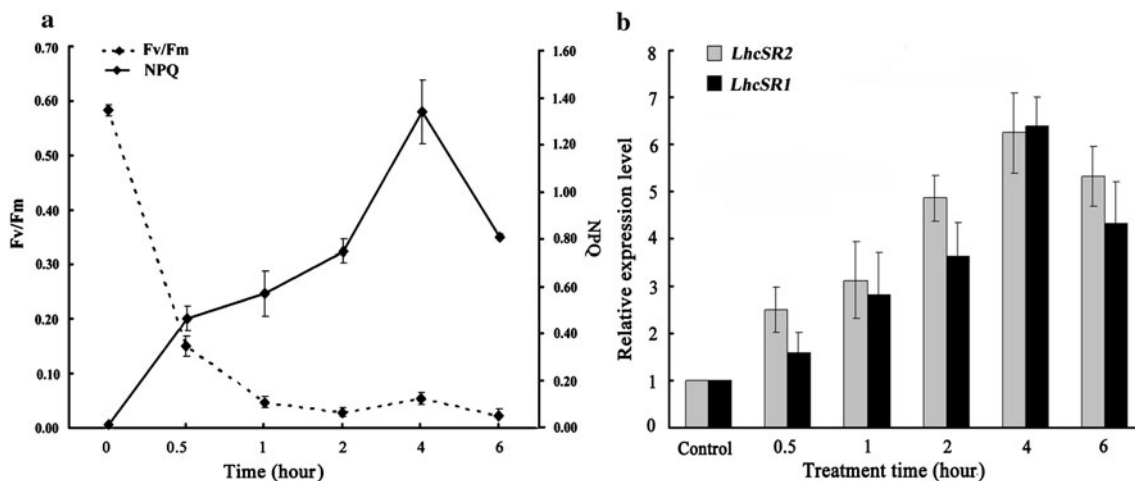 a
Fv/Fm
NPQ
0.70
0.60
0.50
0.40
0.30
0.20
0.10
0.00
Fv/Fm
1.60
1.40
1.20
1.00
0.80
0.60
0.40
0.20
0.00
NPQ
0 0.5 1 2 4 6
Time (hour)
b
LhcSR2
LhcSR1
8
7
6
5
4
3
2
1
0
Relative expression level
Control 0.5 1 2 4 6
Treatment time (hour)